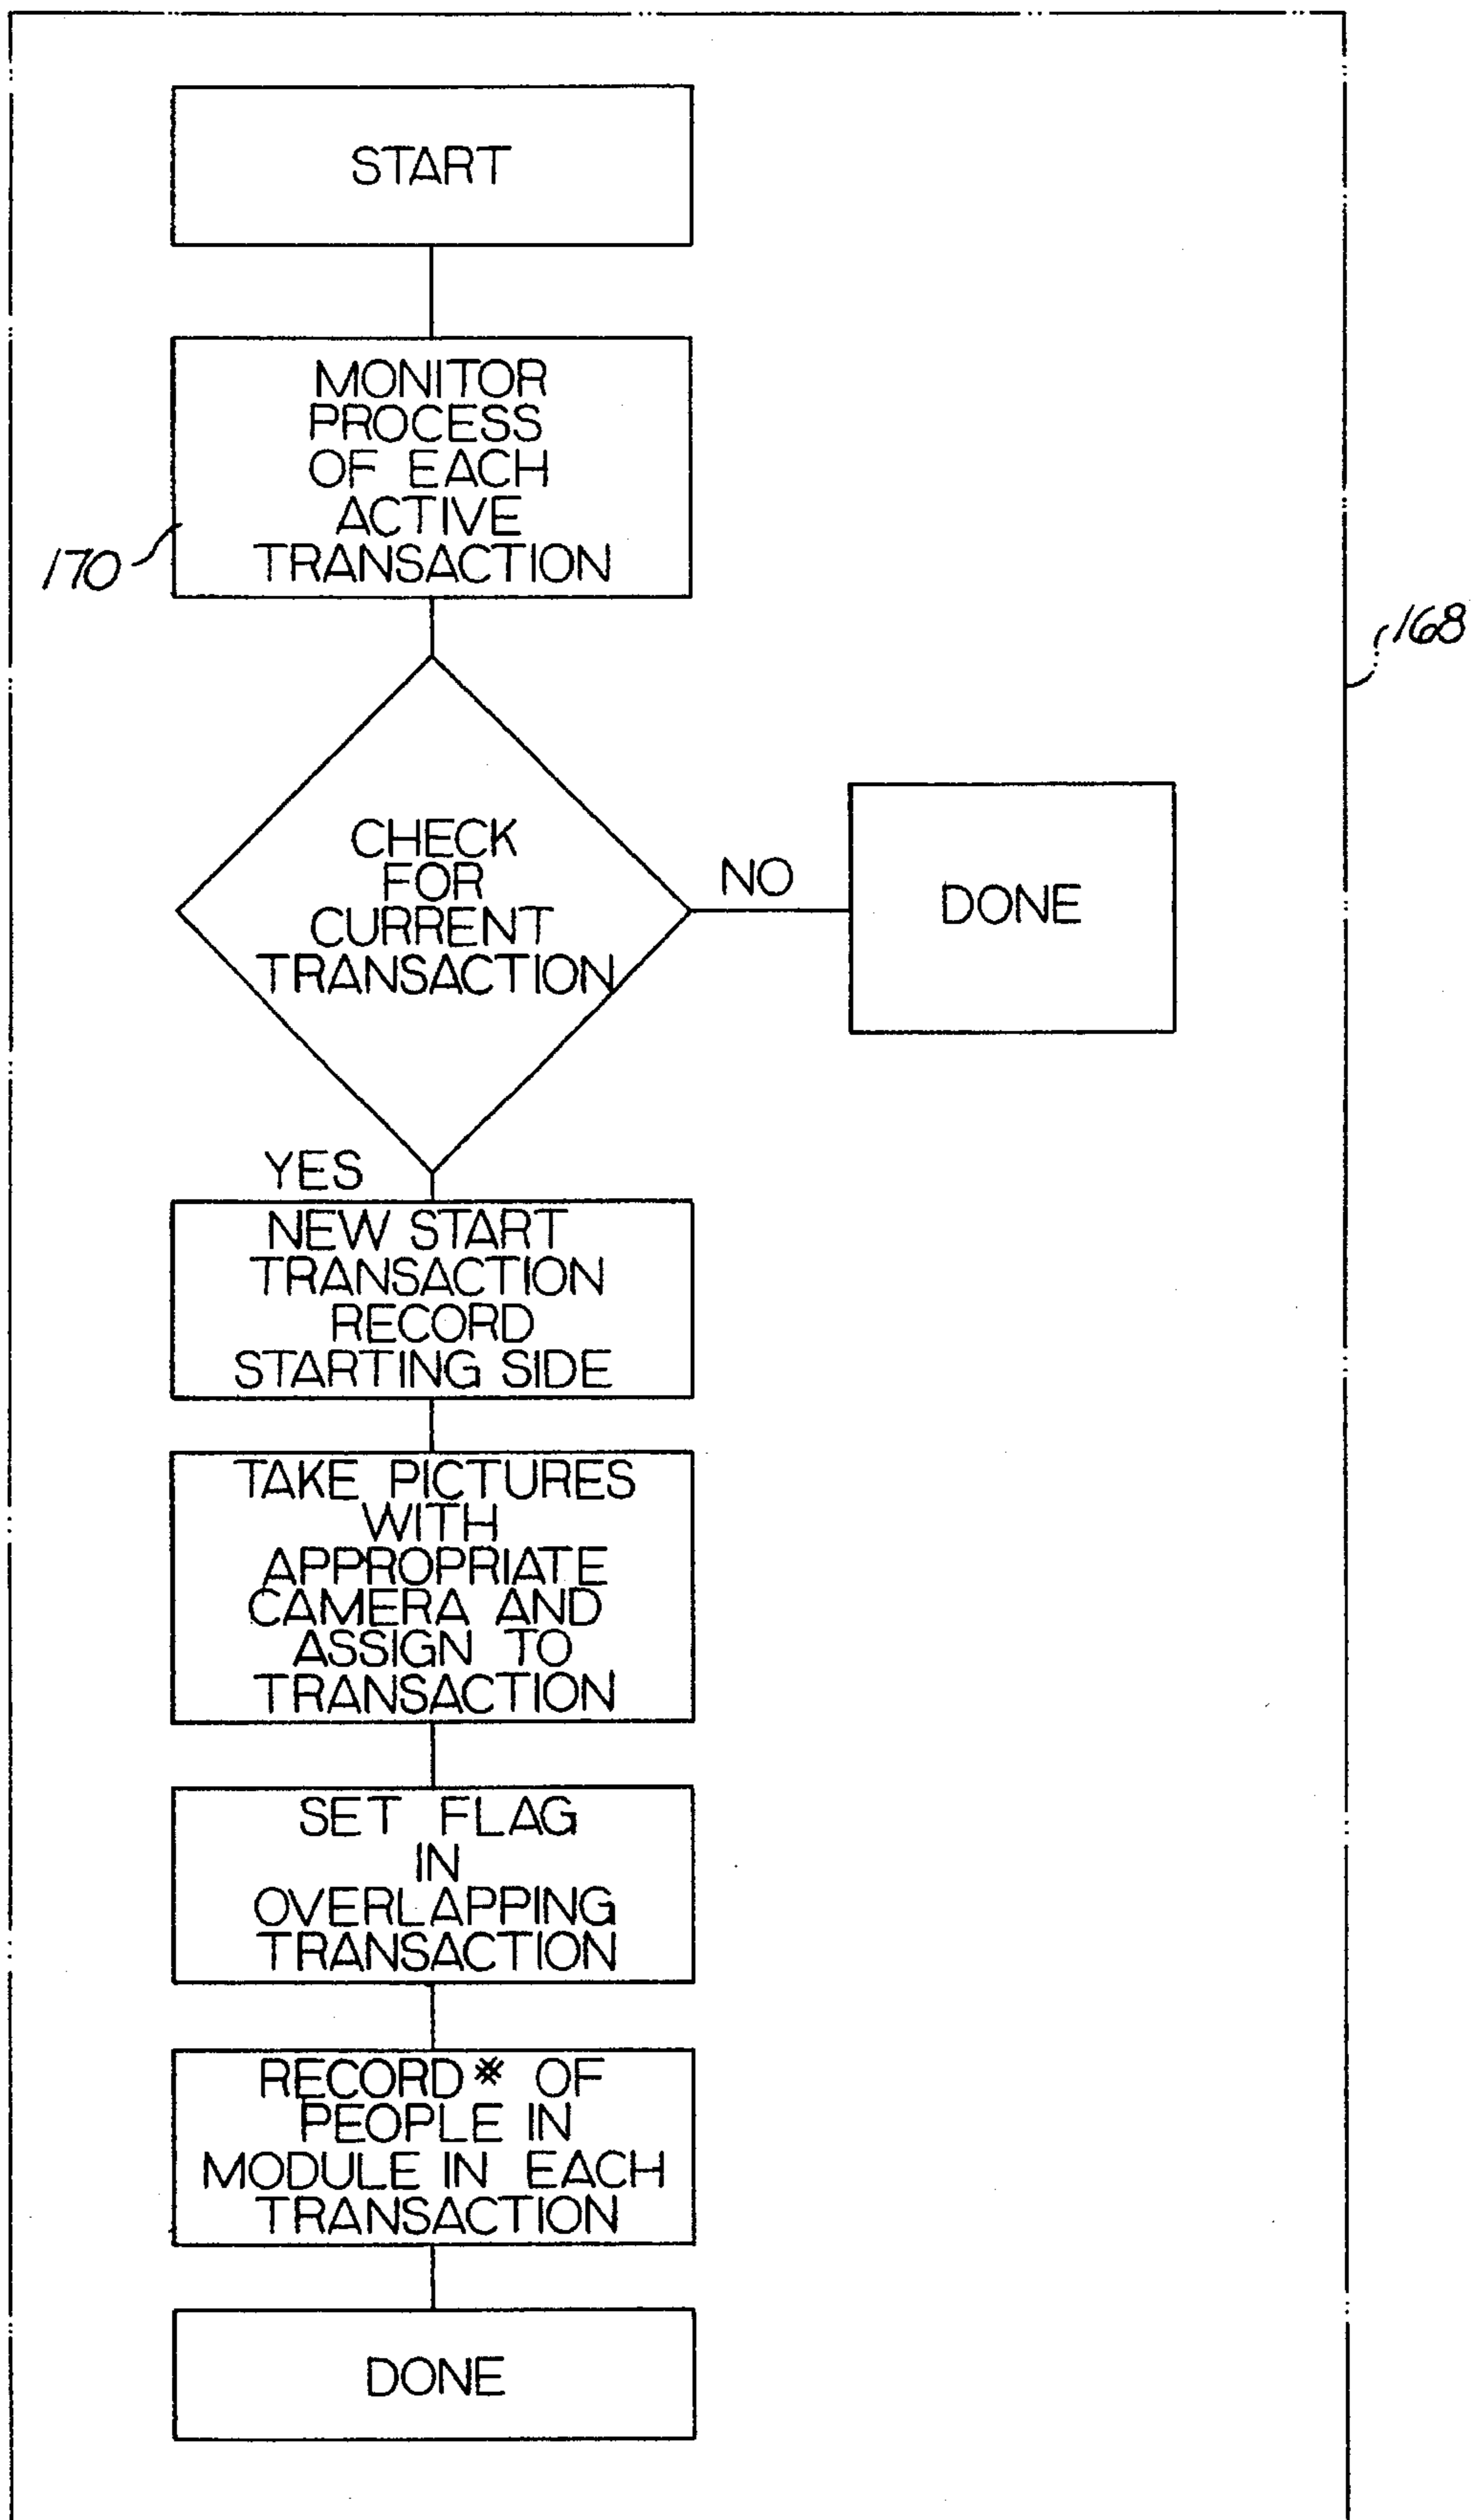 START
MONITOR
PROCESS
OF EACH
ACTIVE
TRANSACTION
170
168
CHECK
FOR
CURRENT
TRANSACTION
NO
DONE
YES
NEW START
TRANSACTION
RECORD
STARTING SIDE
TAKE PICTURES
WITH
APPROPRIATE
CAMERA AND
ASSIGN TO
TRANSACTION
SET FLAG
IN
OVERLAPPING
TRANSACTION
RECORD * OF
PEOPLE IN
MODULE IN EACH
TRANSACTION
DONE